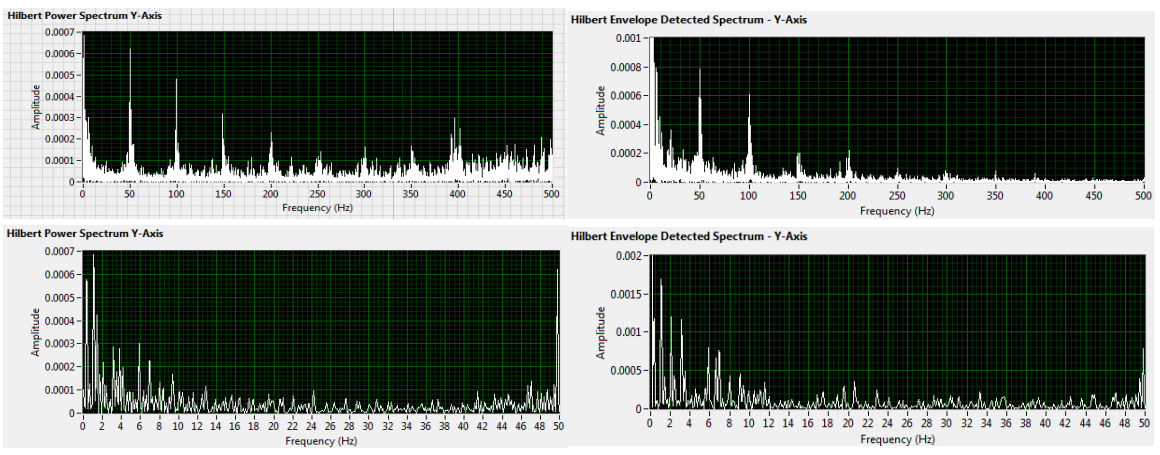 Hilbert Power Spectrum Y-Axis
0.0007
0.0006
0.0005
0.0004
0.0003
0.0002
0.0001
0
Amplitude
0 50 100 150 200 250 300 350 400 450 500
Frequency (Hz)
Hilbert Envelope Detected Spectrum - Y-Axis
0.001
0.0008
0.0006
0.0004
0.0002
0
Amplitude
0 50 100 150 200 250 300 350 400 450 500
Frequency (Hz)
Hilbert Power Spectrum Y-Axis
0.0007
0.0006
0.0005
0.0004
0.0003
0.0002
0.0001
0
Amplitude
0 2 4 6 8 10 12 14 16 18 20 22 24 26 28 30 32 34 36 38 40 42 44 46 48 50
Frequency (Hz)
Hilbert Envelope Detected Spectrum - Y-Axis
0.002
0.0015
0.001
0.0005
0
Amplitude
0 2 4 6 8 10 12 14 16 18 20 22 24 26 28 30 32 34 36 38 40 42 44 46 48 50
Frequency (Hz)